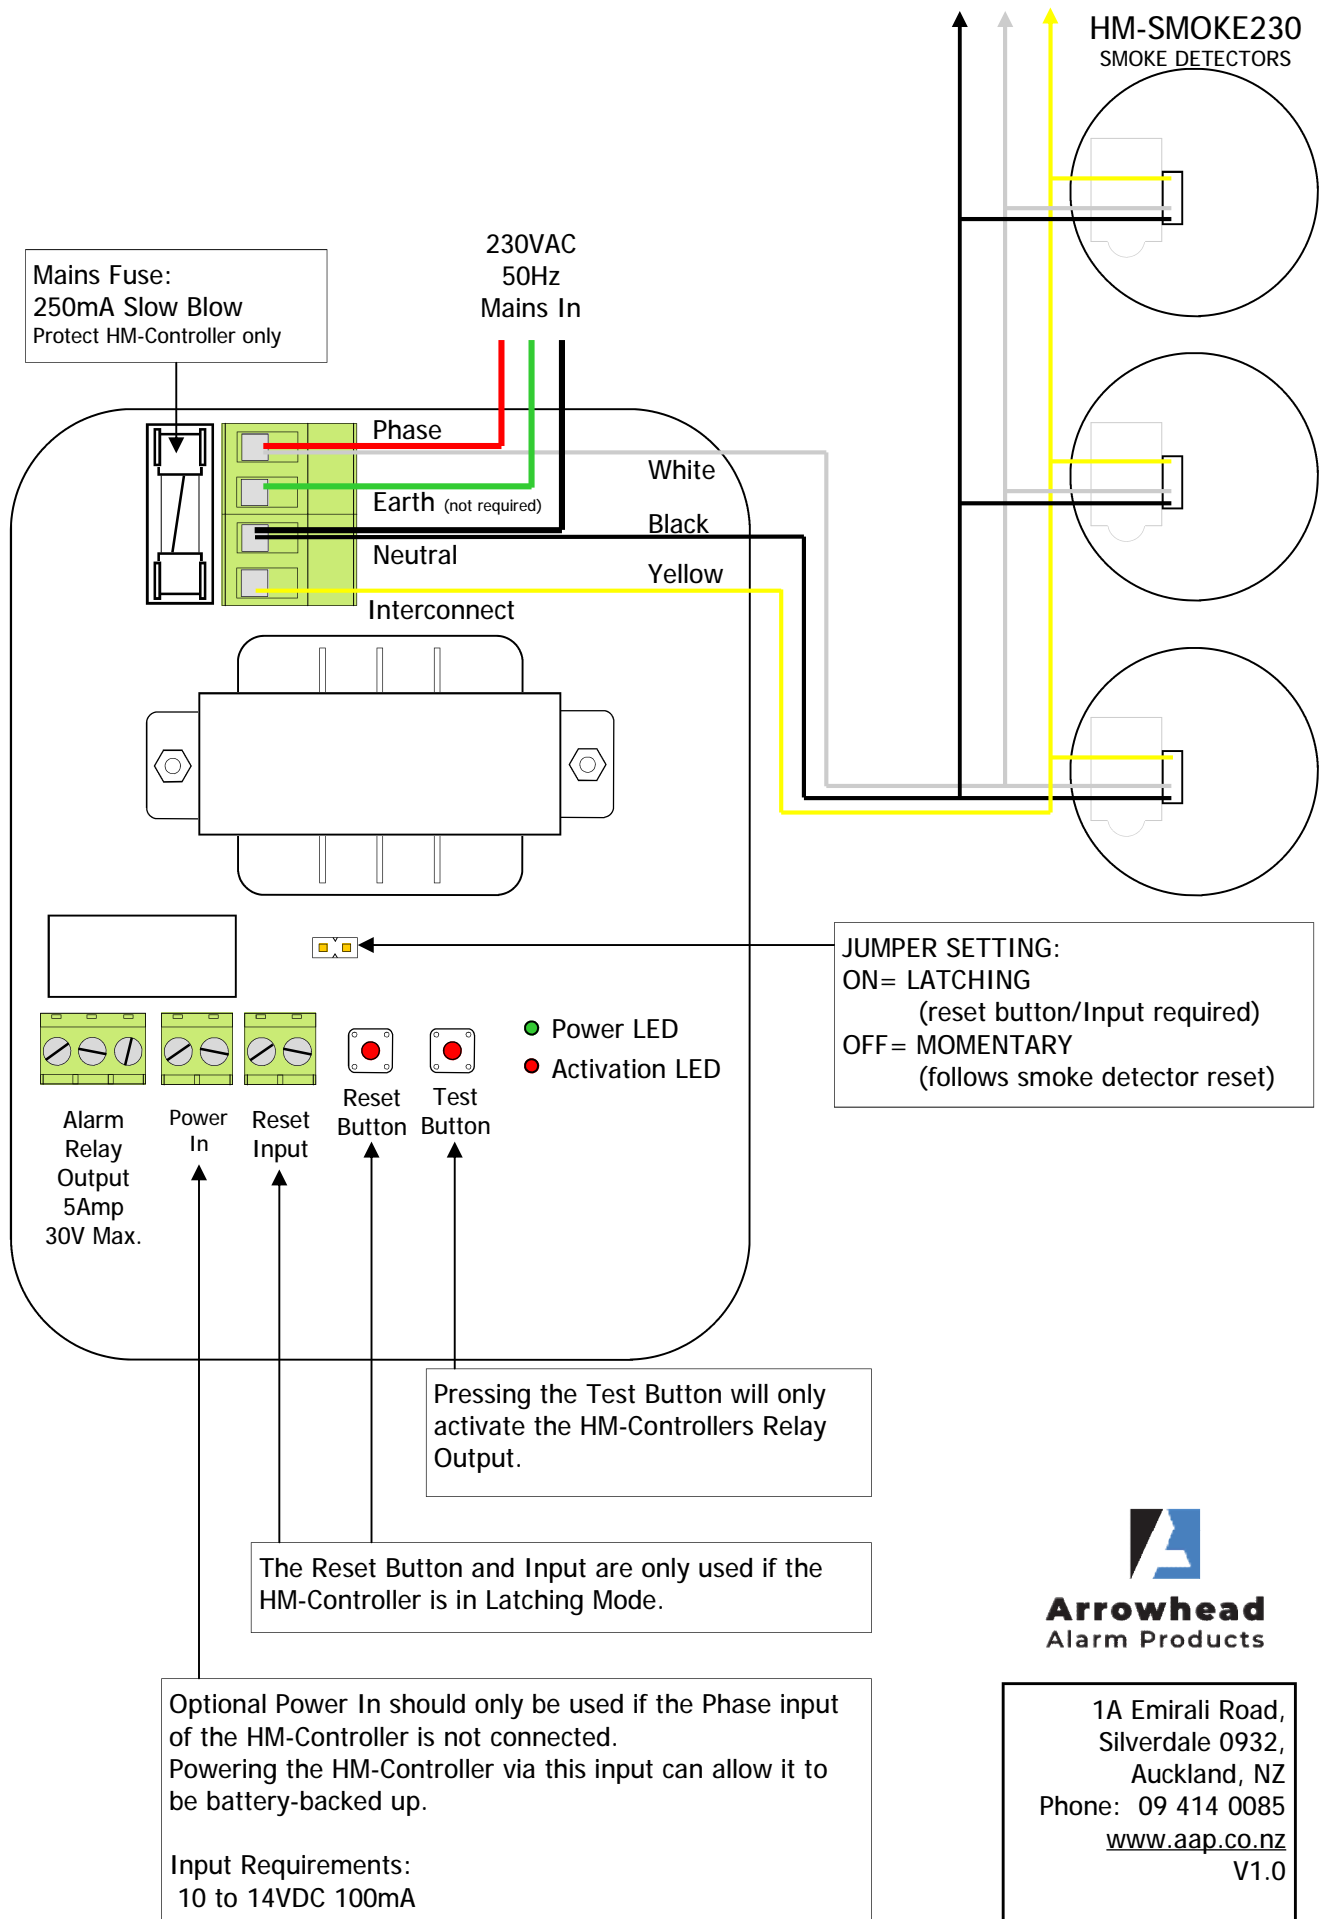 HM-SMOKE230
SMOKE DETECTORS
230VAC
50Hz
Mains In
Mains Fuse:
250mA Slow Blow
Protect HM-Controller only
Phase
White
Earth (not required)
Black
Neutral
Yellow
Interconnect
JUMPER SETTING:
ON= LATCHING
(reset button/Input required)
OFF= MOMENTARY
(follows smoke detector reset)
Power LED
Activation LED
Alarm
Relay
Output
5Amp
30V Max.
Power
In
Reset
Input
Reset
Button
Test
Button
Pressing the Test Button will only
activate the HM-Controllers Relay
Output.
The Reset Button and Input are only used if the
HM-Controller is in Latching Mode.
Optional Power In should only be used if the Phase input
of the HM-Controller is not connected.
Powering the HM-Controller via this input can allow it to
be battery-backed up.
Input Requirements:
10 to 14VDC 100mA
Arrowhead
Alarm Products
1A Emirali Road,
Silverdale 0932,
Auckland, NZ
Phone: 09 414 0085
www.aap.co.nz
V1.0